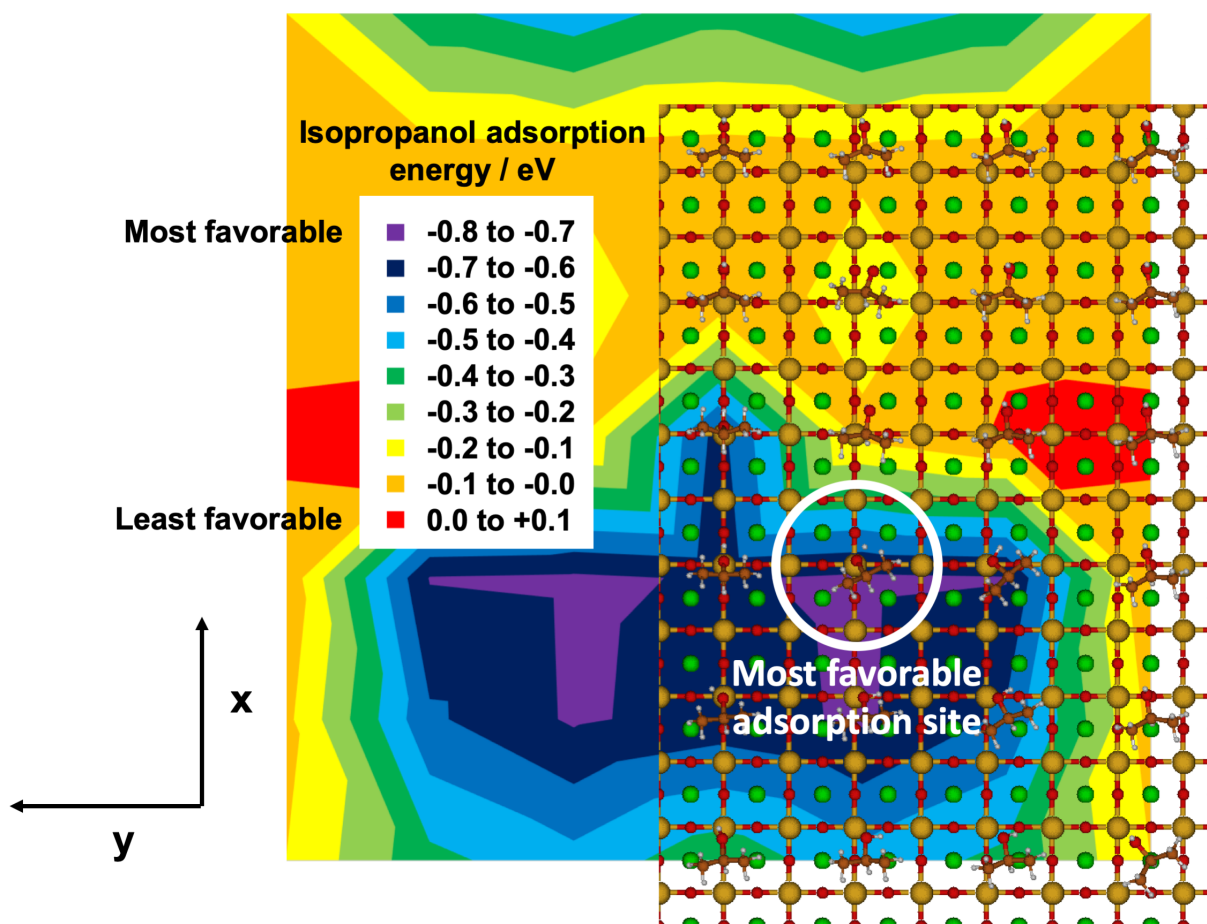 Isopropanol adsorption
energy / eV
Most favorable
-0.8 to -0.7
-0.7 to -0.6
-0.6 to -0.5
-0.5 to -0.4
-0.4 to -0.3
-0.3 to -0.2
-0.2 to -0.1
-0.1 to -0.0
Least favorable
0.0 to +0.1
Most favorable
adsorption site
x
y